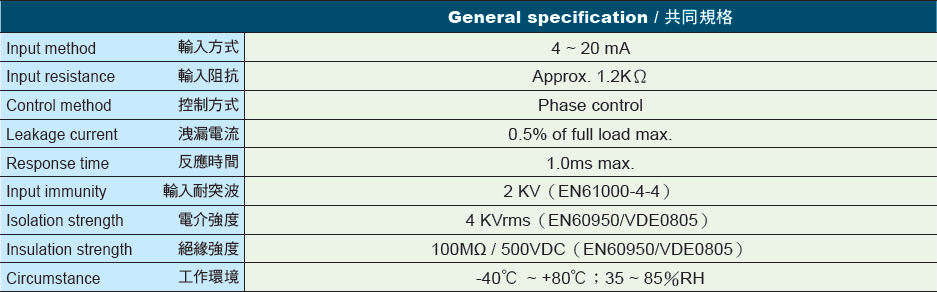 General specification / 共同規格
Input method 輸入方式 4 ~ 20 mA
Input resistance 輸入阻抗 Approx. 1.2KΩ
Control method 控制方式 Phase control
Leakage current 洩漏電流 0.5% of full load max.
Response time 反應時間 1.0ms max.
Input immunity 輸入耐突波 2 KV（EN61000-4-4）
Isolation strength 電介強度 4 KVrms（EN60950/VDE0805）
Insulation strength 絕緣強度 100MΩ / 500VDC（EN60950/VDE0805）
Circumstance 工作環境 -40℃ ~ +80℃；35 ~ 85％RH